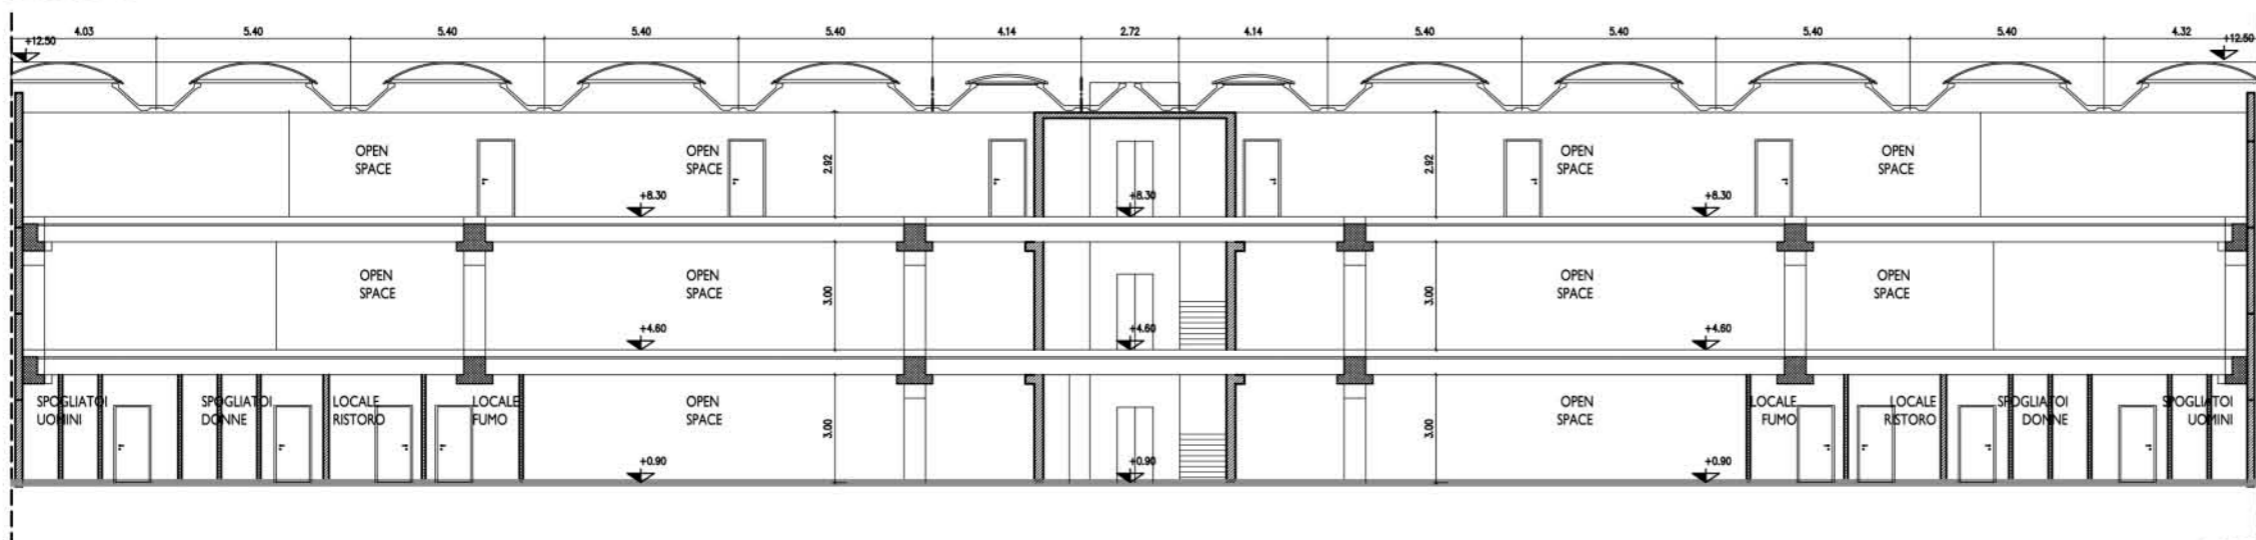 4.03 5.40 5.40 5.40 5.40 4.14 2.72 4.14 5.40 5.40 5.40 5.40 4.32
+12.50 +12.50
OPEN SPACE
OPEN SPACE
2.92
2.92
OPEN SPACE
OPEN SPACE
+8.30 +8.30 +8.30
OPEN SPACE
OPEN SPACE
3.00
3.00
OPEN SPACE
OPEN SPACE
+4.60 +4.60 +4.60
SPOGLIATOI UOMINI
SPOGLIATOI DONNE
LOCALE RISTORO
LOCALE FUMO
OPEN SPACE
3.00
3.00
OPEN SPACE
LOCALE FUMO
LOCALE RISTORO
SPOGLIATOI DONNE
SPOGLIATOI UOMINI
+0.90 +0.90 +0.90